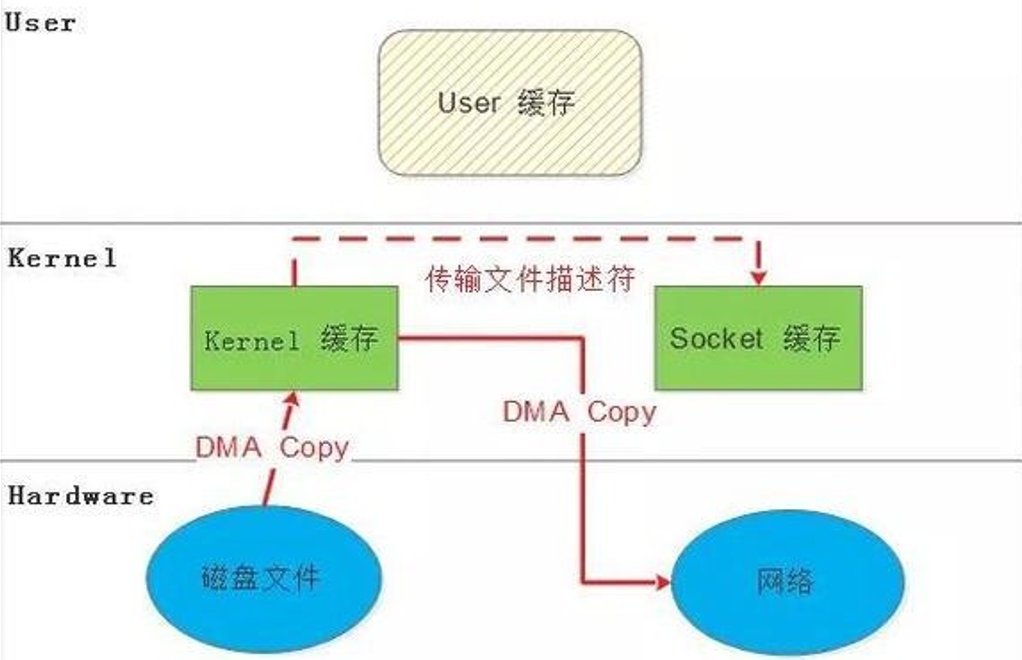 User
User 缓存
Kernel
传输文件描述符
Kernel 缓存
Socket 缓存
DMA Copy
DMA Copy
Hardware
磁盘文件
网络